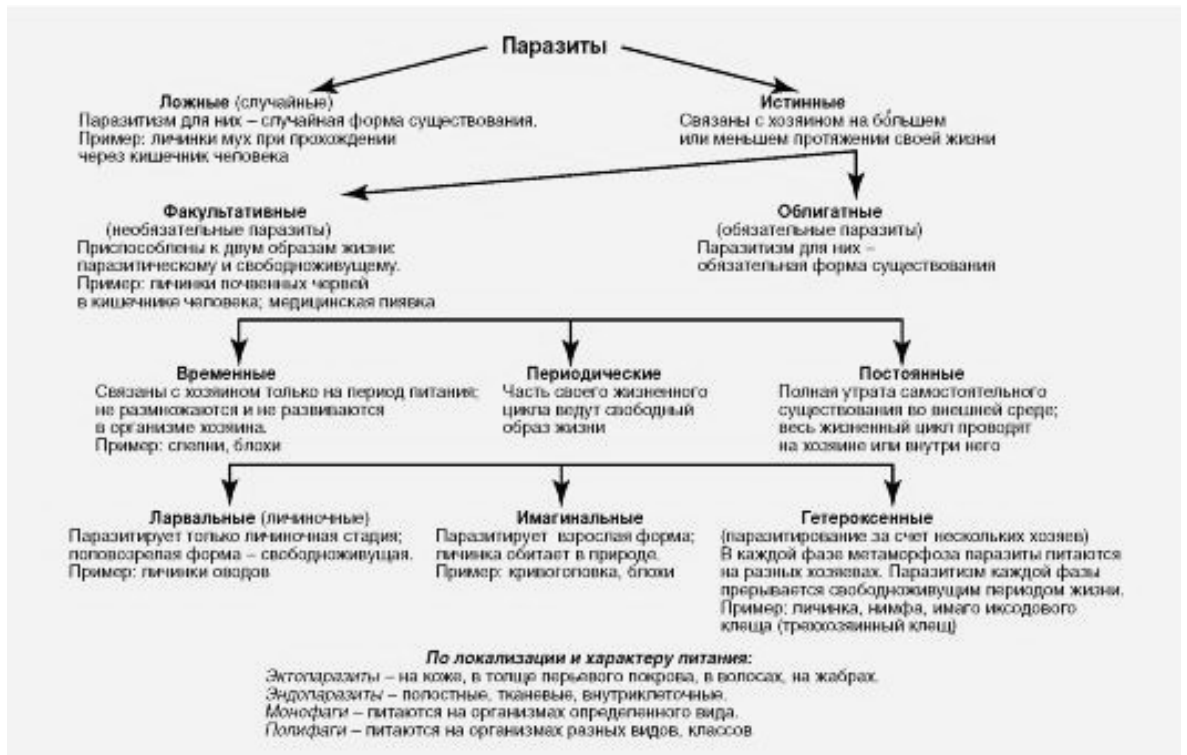 Паразиты
Ложные (случайные)
Паразитизм для них – случайная форма существования.
Пример: личинки мух при прохождении
через кишечник человека
Истинные
Связаны с хозяином на бо́льшем
или меньшем протяжении своей жизни
Факультативные
(необязательные паразиты)
Приспособлены к двум образам жизни:
паразитическому и свободноживущему.
Пример: личинки почвенных червей
в кишечнике человека; медицинская пиявка
Облигатные
(обязательные паразиты)
Паразитизм для них –
обязательная форма существования
Временные
Связаны с хозяином только на период питания;
не размножаются и не развиваются
в организме хозяина.
Пример: слепни, блохи
Периодические
Часть своего жизненного
цикла ведут свободный
образ жизни
Постоянные
Полная утрата самостоятельного
существования во внешней среде;
весь жизненный цикл проводят
на хозяине или внутри него
Ларвальные (личиночные)
Паразитирует только личиночная стадия;
половозрелая форма – свободноживущая.
Пример: личинки оводов
Имагинальные
Паразитирует взрослая форма;
личинка обитает в природе.
Пример: кривоголовка, блохи
Гетероксенные
(паразитирование за счет нескольких хозяев)
В каждой фазе метаморфоза паразиты питаются
на разных хозяевах. Паразитизм каждой фазы
прерывается свободноживущим периодом жизни.
Пример: личинка, нимфа, имаго иксодового
клеща (треххозяинный клещ)
По локализации и характеру питания:
Эктопаразиты – на коже, в толще перьевого покрова, в волосах, на жабрах.
Эндопаразиты – полостные, тканевые, внутриклеточные.
Монофаги – питаются на организмах определенного вида.
Полифаги – питаются на организмах разных видов, классов